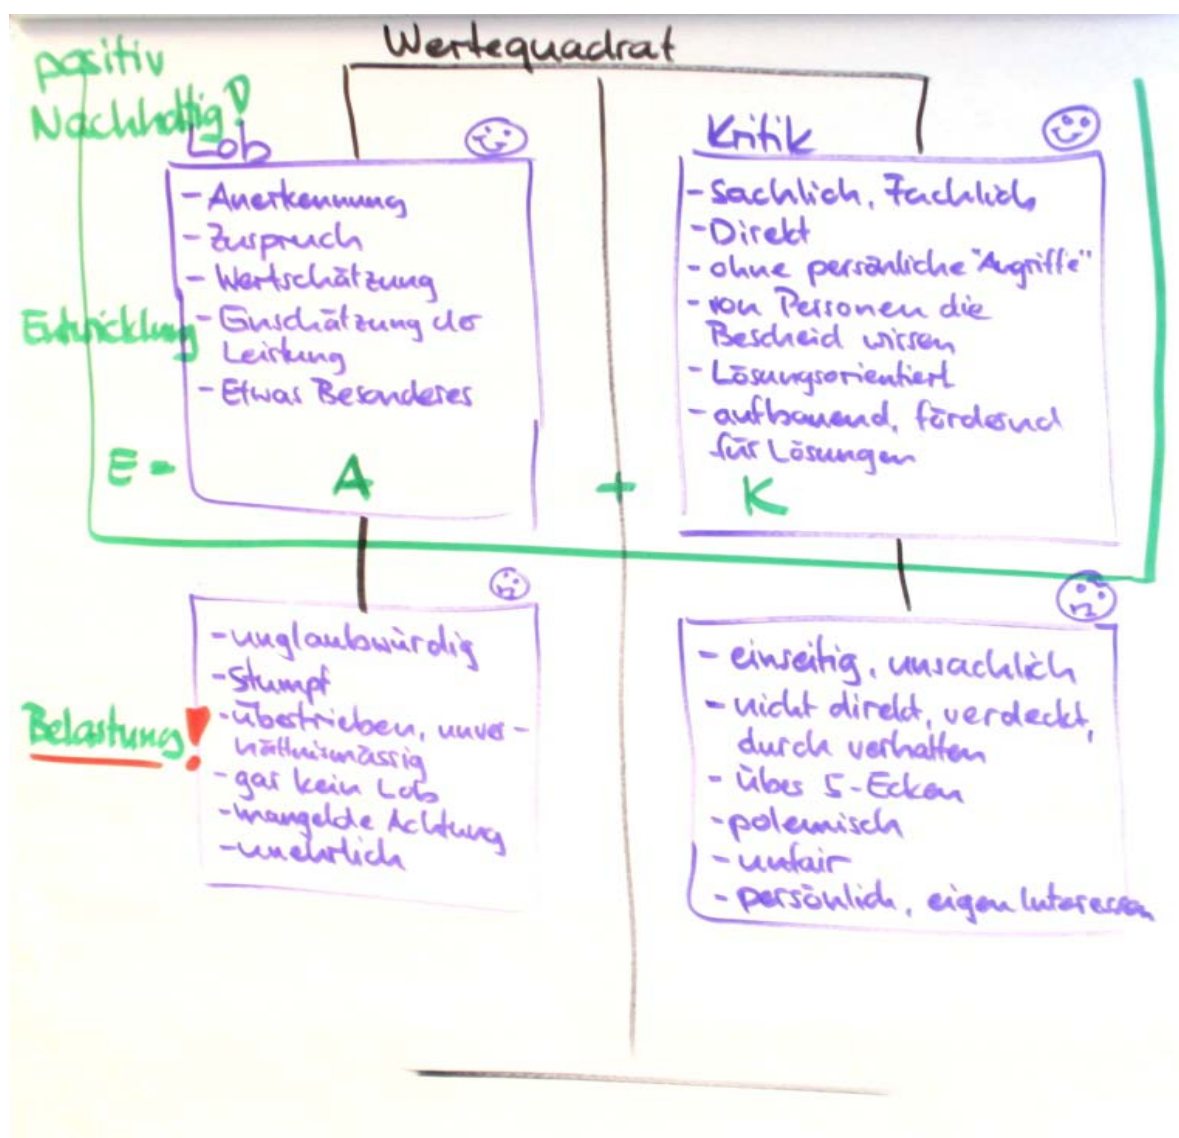 Wertequadrat
positiv
Nachhaltig!
Lob
- Anerkennung
- Zuspruch
- Wertschätzung
- Einschätzung der
Leistung
- Etwas Besonderes
Entwicklung
E =
A
+
Kritik
- Sachlich, Fachlich
- Direkt
- ohne persönliche "Angriffe"
- von Personen die
Bescheid wissen
- Lösungsorientiert
- aufbauend, fördernd
für Lösungen
K
Belastung!
- unglaubwürdig
- Stumpf
- übertrieben, unver-
hältnismässig
- gar kein Lob
- mangelde Achtung
- unehrlich
- einseitig, unsachlich
- nicht direkt, verdeckt,
durch verhalten
- über 5-Ecken
- polemisch
- unfair
- persönlich, eigen Interessen